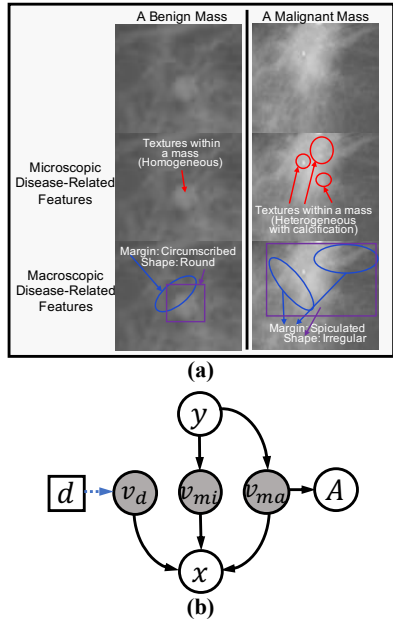 A Benign Mass A Malignant Mass
Microscopic
Disease-Related
Features
Textures within
a mass
(Homogeneous)
Textures within a mass
(Heterogeneous
with calcification)
Macroscopic
Disease-Related
Features
Margin: Circumscribed
Shape: Round
Margin: Spiculated
Shape: Irregular
(a)
y
d v_d v_mi v_ma A
x
(b)